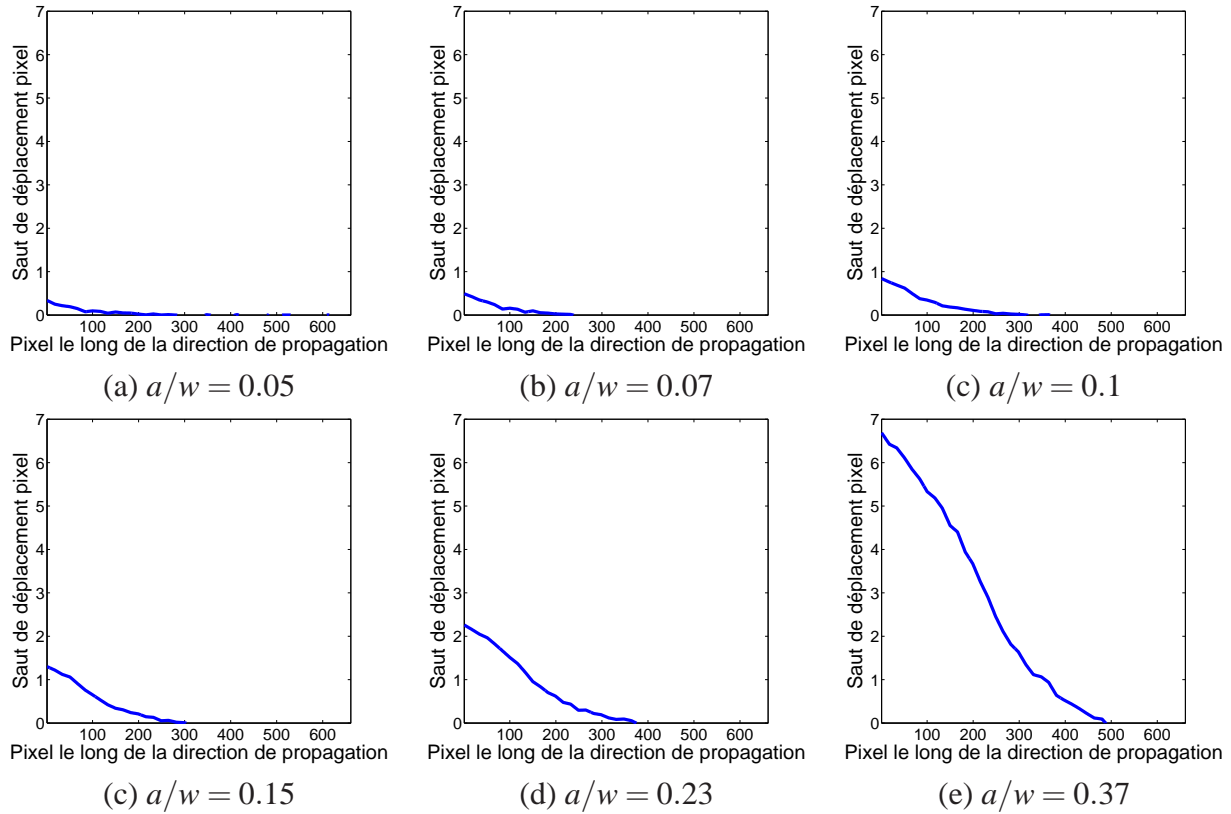 7
6
5
4
3
2
1
0
Saut de déplacement pixel
100 200 300 400 500 600
Pixel le long de la direction de propagation
(a) a/w = 0.05
7
6
5
4
3
2
1
0
Saut de déplacement pixel
100 200 300 400 500 600
Pixel le long de la direction de propagation
(b) a/w = 0.07
7
6
5
4
3
2
1
0
Saut de déplacement pixel
100 200 300 400 500 600
Pixel le long de la direction de propagation
(c) a/w = 0.1
7
6
5
4
3
2
1
0
Saut de déplacement pixel
100 200 300 400 500 600
Pixel le long de la direction de propagation
(c) a/w = 0.15
7
6
5
4
3
2
1
0
Saut de déplacement pixel
100 200 300 400 500 600
Pixel le long de la direction de propagation
(d) a/w = 0.23
7
6
5
4
3
2
1
0
Saut de déplacement pixel
100 200 300 400 500 600
Pixel le long de la direction de propagation
(e) a/w = 0.37